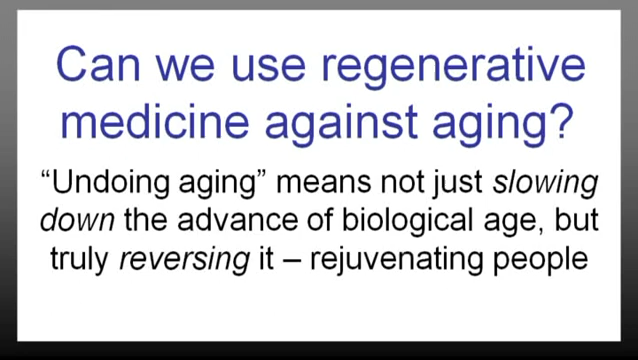 Can we use regenerative
medicine against aging?
“Undoing aging” means not just slowing
down the advance of biological age, but
truly reversing it – rejuvenating people